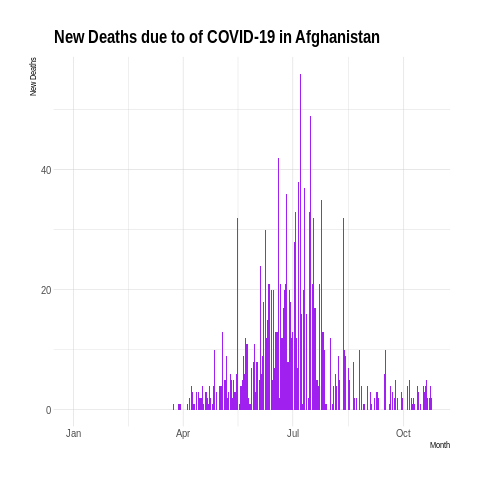 New Deaths due to of COVID-19 in Afghanistan
New Deaths
40
20
0
Jan Apr Jul Oct
Month